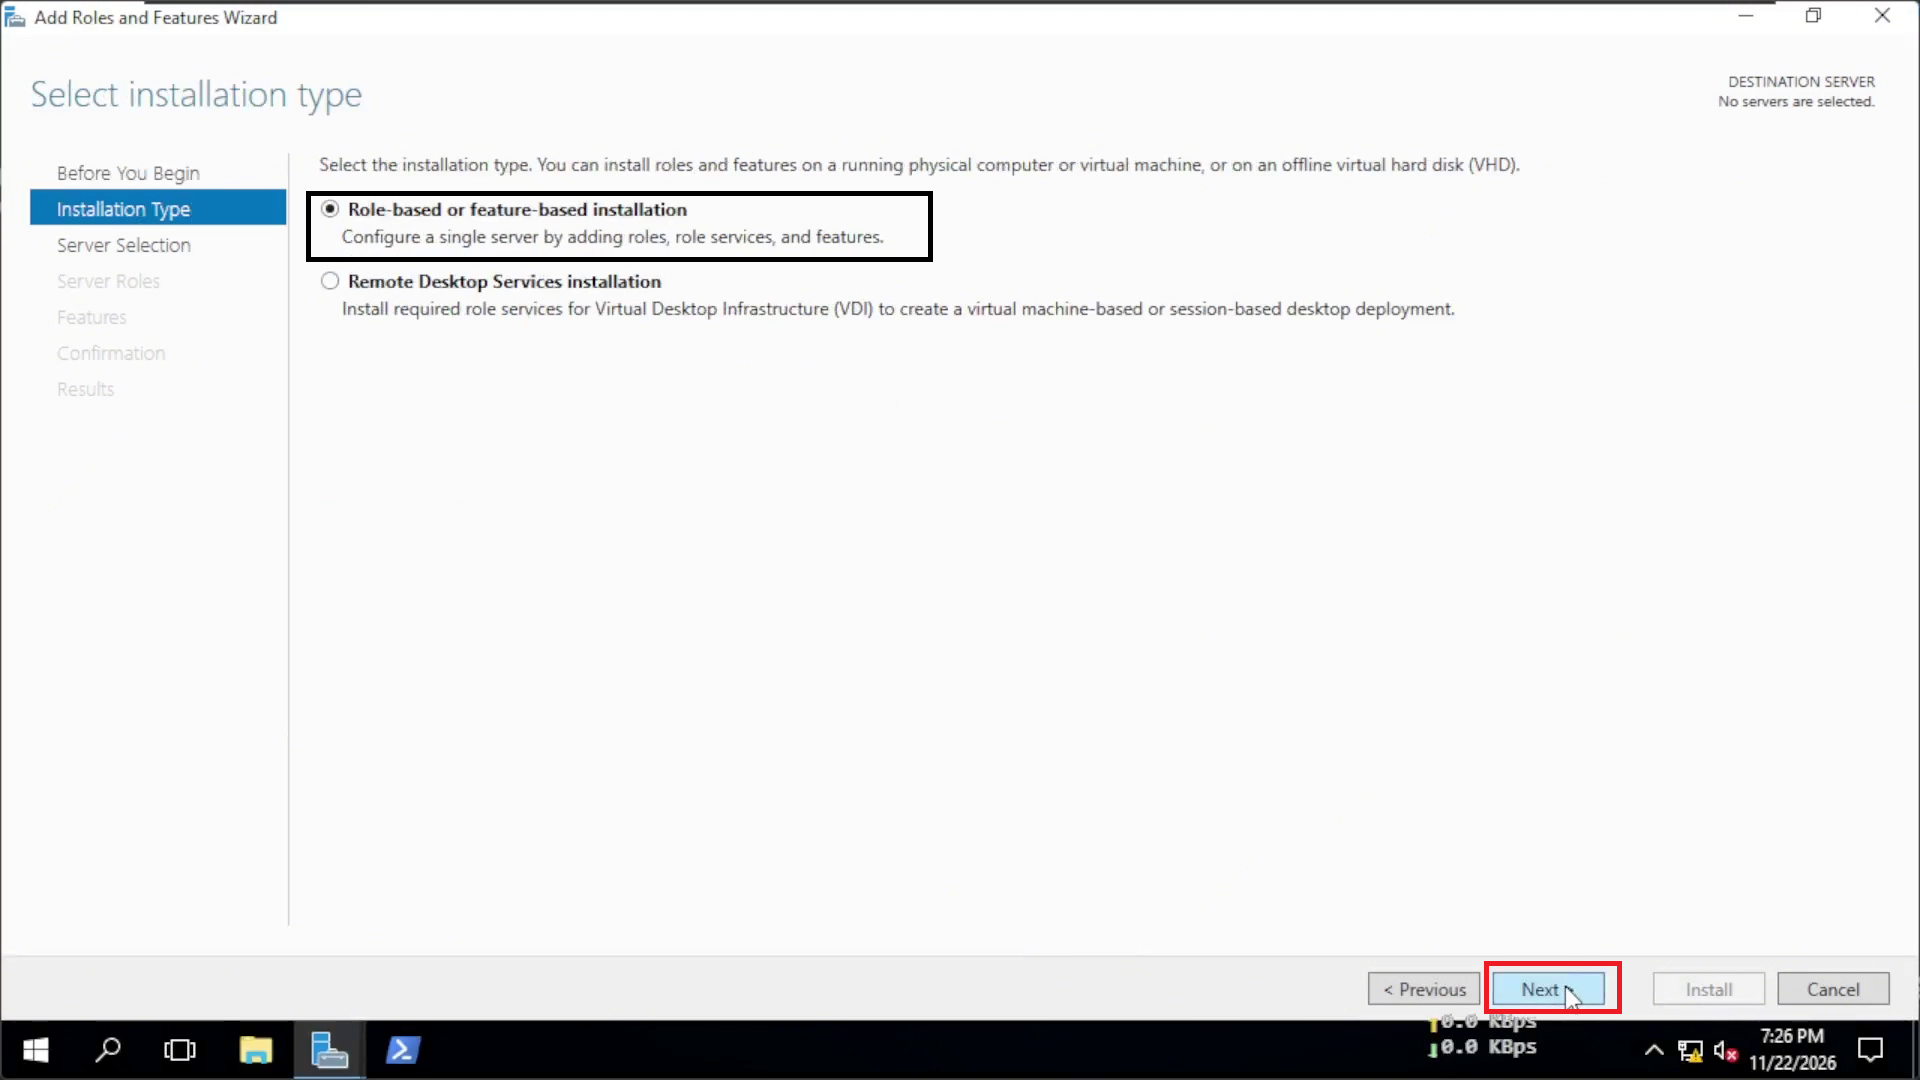 Add Roles and Features Wizard
Select installation type
DESTINATION SERVER
No servers are selected.
Before You Begin
Installation Type
Server Selection
Server Roles
Features
Confirmation
Results
Select the installation type. You can install roles and features on a running physical computer or virtual machine, or on an offline virtual hard disk (VHD).
Role-based or feature-based installation
Configure a single server by adding roles, role services, and features.
Remote Desktop Services installation
Install required role services for Virtual Desktop Infrastructure (VDI) to create a virtual machine-based or session-based desktop deployment.
< Previous
Next >
Install
Cancel
0.0 KBps
0.0 KBps
7:26 PM
11/22/2026